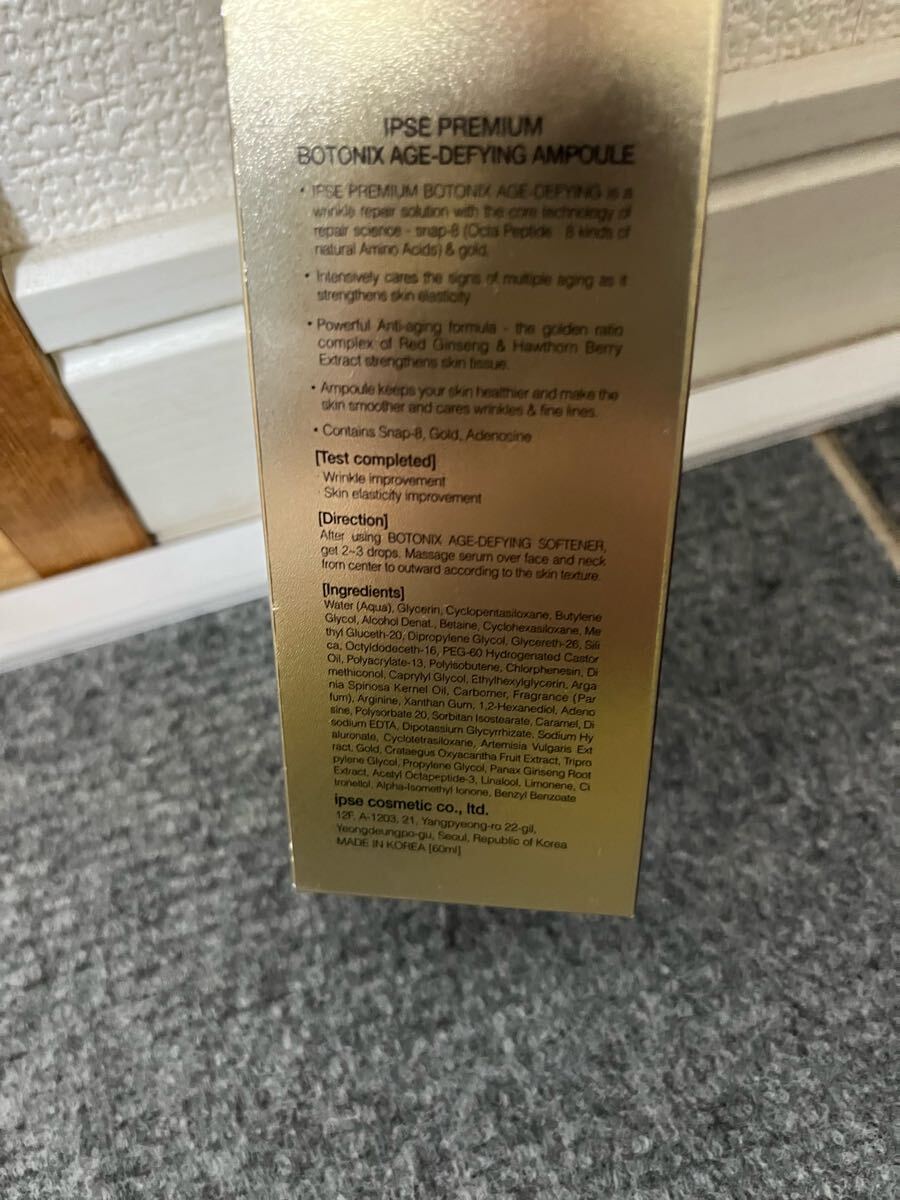 IPSE PREMIUM
BOTONIX AGE-DEFYING AMPOULE
• IPSE PREMIUM BOTONIX AGE-DEFYING is a
wrinkle repair solution with the core technology of
repair science - snap-8 (Octa Peptide : 8 kinds of
natural Amino Acids) & gold.
• Intensively cares the signs of multiple aging as it
strengthens skin elasticity
• Powerful Anti-aging formula - the golden ratio
complex of Red Ginseng & Hawthorn Berry
Extract strengthens skin tissue.
• Ampoule keeps your skin healthier and make the
skin smoother and cares wrinkles & fine lines.
• Contains Snap-8, Gold, Adenosine
[Test completed]
· Wrinkle improvement
· Skin elasticity improvement
[Direction]
After using BOTONIX AGE-DEFYING SOFTENER,
get 2~3 drops. Massage serum over face and neck
from center to outward according to the skin texture.
[Ingredients]
Water (Aqua), Glycerin, Cyclopentasiloxane, Butylene
Glycol, Alcohol Denat., Betaine, Cyclohexasiloxane, Me
thyl Gluceth-20, Dipropylene Glycol, Glycereth-26, Sili
ca, Octyldodeceth-16, PEG-60 Hydrogenated Castor
Oil, Polyacrylate-13, Polyisobutene, Chlorphenesin, Di
methiconol, Caprylyl Glycol, Ethylhexylglycerin, Arga
nia Spinosa Kernel Oil, Carbomer, Fragrance (Par
fum), Arginine, Xanthan Gum, 1,2-Hexanediol, Adeno
sine, Polysorbate 20, Sorbitan Isostearate, Caramel, Di
sodium EDTA, Dipotassium Glycyrrhizate, Sodium Hy
aluronate, Cyclotetrasiloxane, Artemisia Vulgaris Ext
ract, Gold, Crataegus Oxyacantha Fruit Extract, Tripro
pylene Glycol, Propylene Glycol, Panax Ginseng Root
Extract, Acetyl Octapeptide-3, Linalool, Limonene, Ci
tronellol, Alpha-Isomethyl Ionone, Benzyl Benzoate
ipse cosmetic co., ltd.
12F, A-1203, 21, Yangpyeong-ro 22-gil,
Yeongdeungpo-gu, Seoul, Republic of Korea
MADE IN KOREA [60ml]